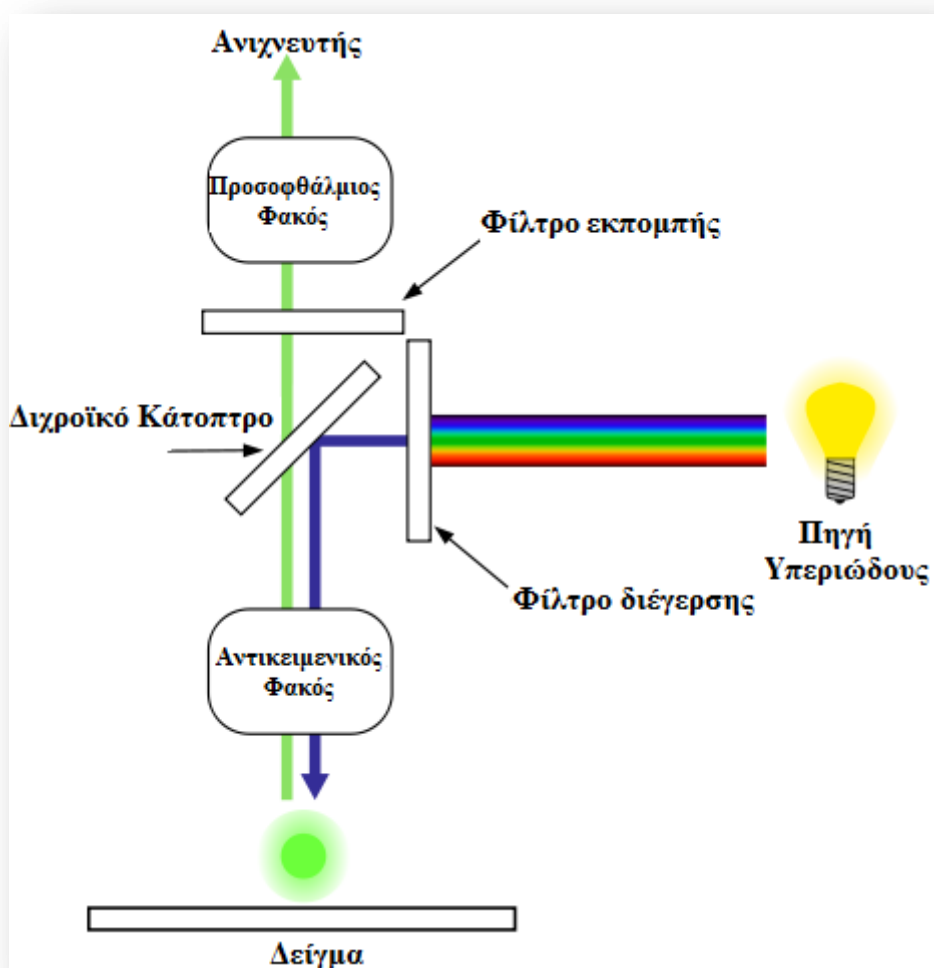 Ανιχνευτής
Προσοφθάλμιος
Φακός
Φίλτρο εκπομπής
Διχροϊκό Κάτοπτρο
Πηγή
Υπεριώδους
Φίλτρο διέγερσης
Αντικειμενικός
Φακός
Δείγμα